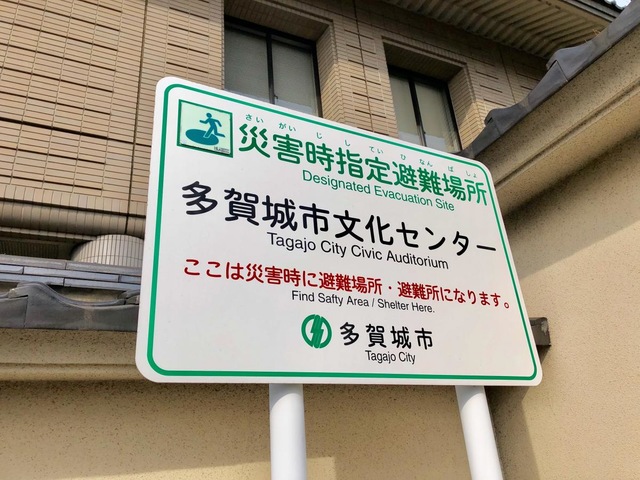 さいがいじしていひなんばしょ
災害時指定避難場所
Designated Evacuation Site
多賀城市文化センター
Tagajo City Civic Auditorium
ここは災害時に避難場所・避難所になります。
Find Safty Area / Shelter Here.
多賀城市
Tagajo City